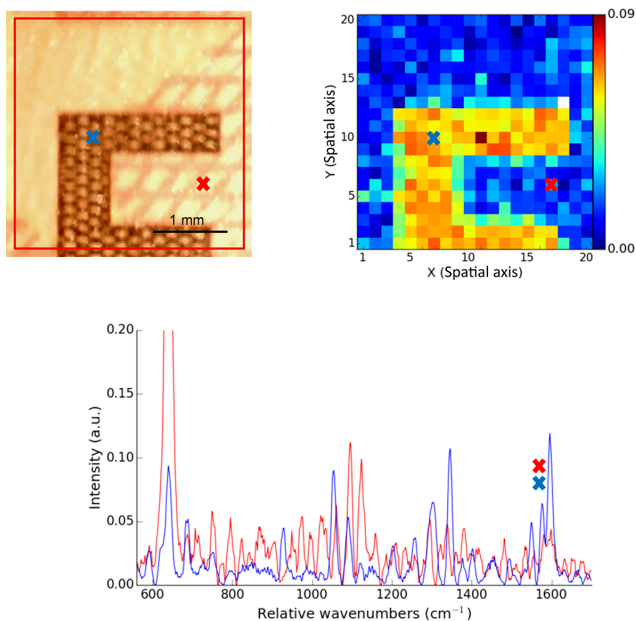 1 mm
20
15
10
5
1
Y (Spatial axis)
1 5 10 15 20
X (Spatial axis)
0.09
0.00
0.20
0.15
0.10
0.05
0.00
Intensity (a.u.)
600 800 1000 1200 1400 1600
Relative wavenumbers (cm⁻¹)